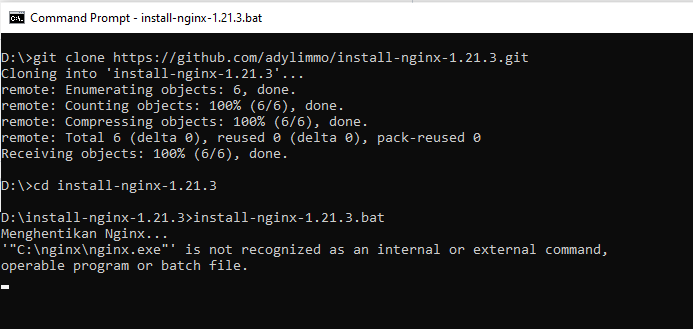 Command Prompt - install-nginx-1.21.3.bat
D:\>git clone https://github.com/adylimmo/install-nginx-1.21.3.git
Cloning into 'install-nginx-1.21.3'...
remote: Enumerating objects: 6, done.
remote: Counting objects: 100% (6/6), done.
remote: Compressing objects: 100% (6/6), done.
remote: Total 6 (delta 0), reused 0 (delta 0), pack-reused 0
Receiving objects: 100% (6/6), done.
D:\>cd install-nginx-1.21.3
D:\install-nginx-1.21.3>install-nginx-1.21.3.bat
Menghentikan Nginx...
'"C:\nginx\nginx.exe"' is not recognized as an internal or external command,
operable program or batch file.